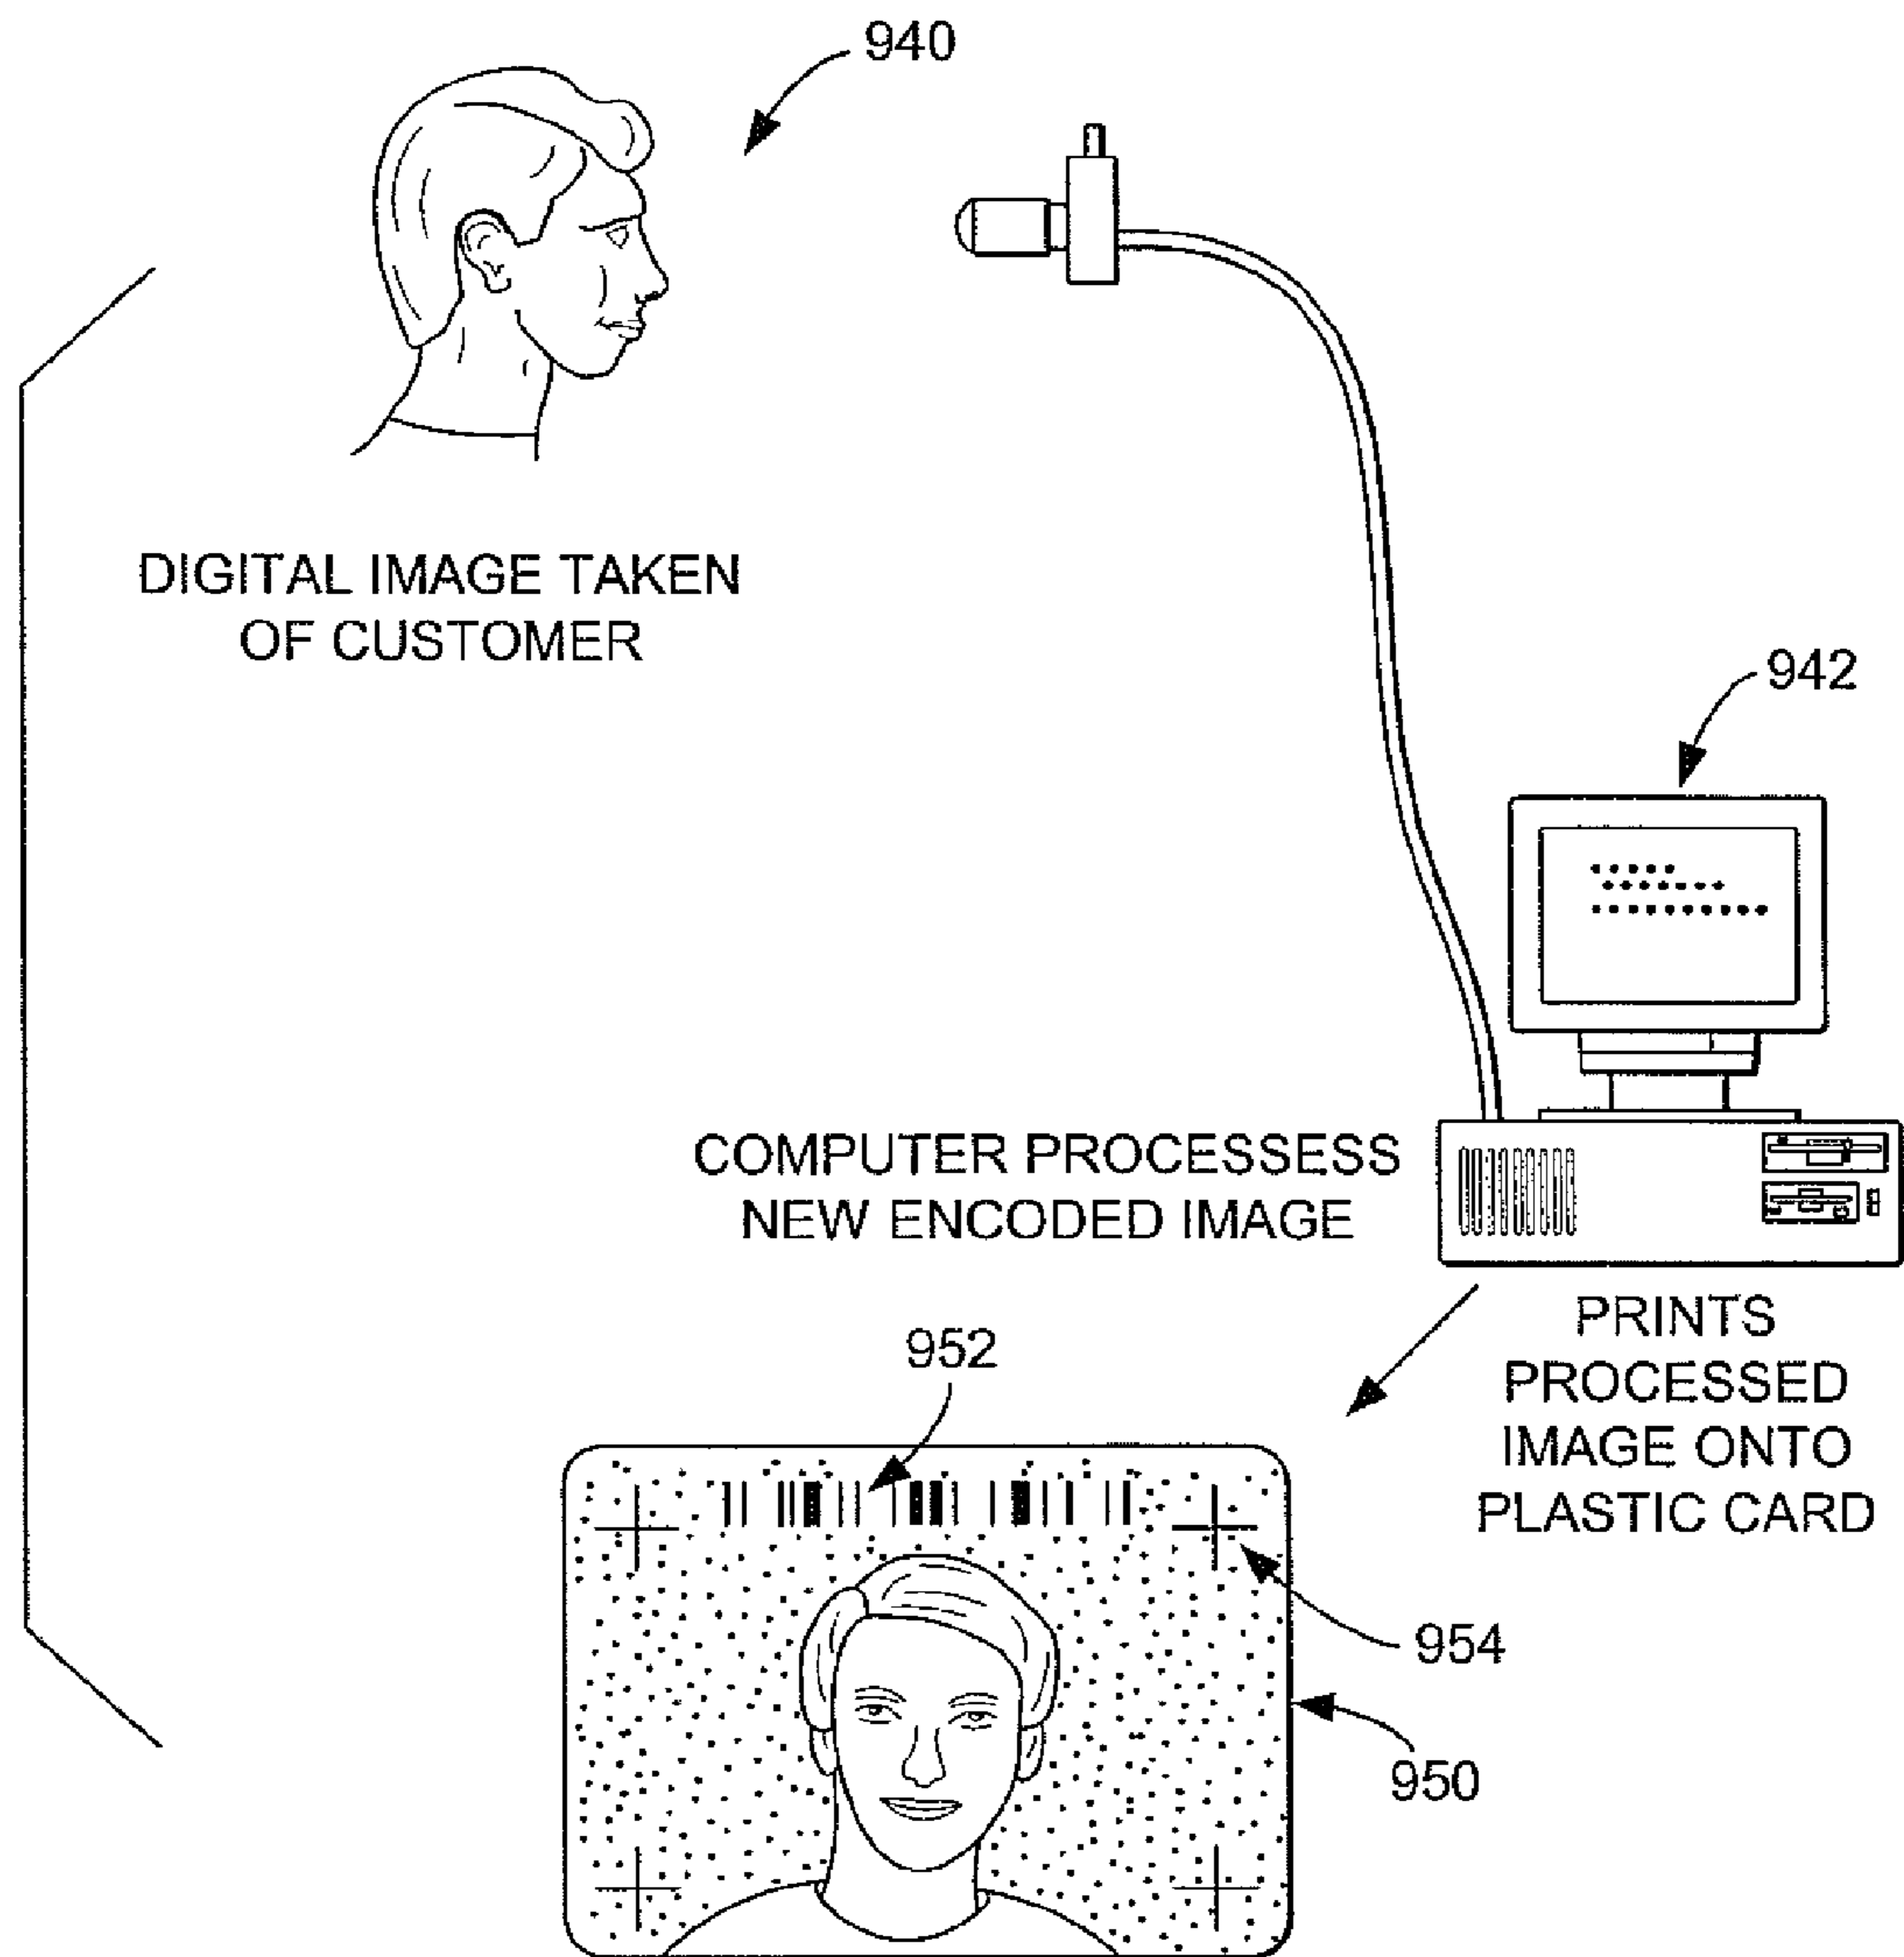 940
DIGITAL IMAGE TAKEN
OF CUSTOMER
942
COMPUTER PROCESSESS
NEW ENCODED IMAGE
PRINTS
PROCESSED
IMAGE ONTO
PLASTIC CARD
952
954
950